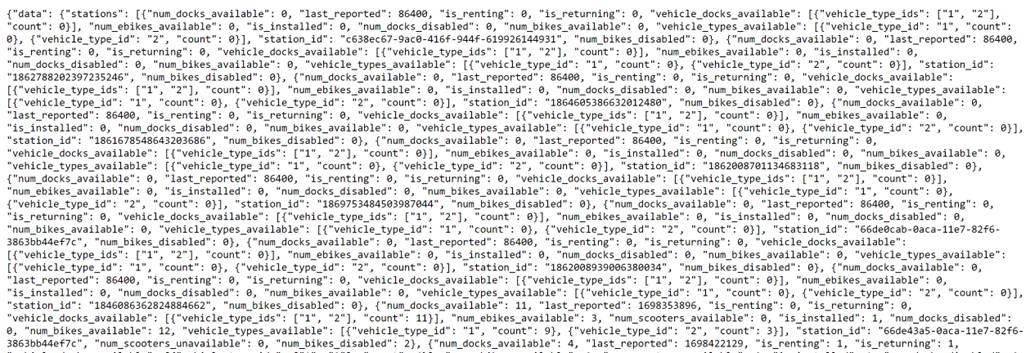 {"data": {"stations": [{"num_docks_available": 0, "last_reported": 86400, "is_renting": 0, "is_returning": 0, "vehicle_docks_available": [{"vehicle_type_ids": ["1", "2"],
"count": 0}], "num_ebikes_available": 0, "is_installed": 0, "num_docks_disabled": 0, "num_bikes_available": 0, "vehicle_types_available": [{"vehicle_type_id": "1", "count":
0}, {"vehicle_type_id": "2", "count": 0}], "station_id": "c638ec67-9ac0-416f-944f-619926144931", "num_bikes_disabled": 0}, {"num_docks_available": 0, "last_reported": 86400,
"is_renting": 0, "is_returning": 0, "vehicle_docks_available": [{"vehicle_type_ids": ["1", "2"], "count": 0}], "num_ebikes_available": 0, "is_installed": 0,
"num_docks_disabled": 0, "num_bikes_available": 0, "vehicle_types_available": [{"vehicle_type_id": "1", "count": 0}, {"vehicle_type_id": "2", "count": 0}], "station_id":
"1862788202397235246", "num_bikes_disabled": 0}, {"num_docks_available": 0, "last_reported": 86400, "is_renting": 0, "is_returning": 0, "vehicle_docks_available":
[{"vehicle_type_ids": ["1", "2"], "count": 0}], "num_ebikes_available": 0, "is_installed": 0, "num_docks_disabled": 0, "num_bikes_available": 0, "vehicle_types_available":
[{"vehicle_type_id": "1", "count": 0}, {"vehicle_type_id": "2", "count": 0}], "station_id": "1864605386632012480", "num_bikes_disabled": 0}, {"num_docks_available": 0,
"last_reported": 86400, "is_renting": 0, "is_returning": 0, "vehicle_docks_available": [{"vehicle_type_ids": ["1", "2"], "count": 0}], "num_ebikes_available": 0,
"is_installed": 0, "num_docks_disabled": 0, "num_bikes_available": 0, "vehicle_types_available": [{"vehicle_type_id": "1", "count": 0}, {"vehicle_type_id": "2", "count": 0}],
"station_id": "1861678548643203686", "num_bikes_disabled": 0}, {"num_docks_available": 0, "last_reported": 86400, "is_renting": 0, "is_returning": 0,
"vehicle_docks_available": [{"vehicle_type_ids": ["1", "2"], "count": 0}], "num_ebikes_available": 0, "is_installed": 0, "num_docks_disabled": 0, "num_bikes_available": 0,
"vehicle_types_available": [{"vehicle_type_id": "1", "count": 0}, {"vehicle_type_id": "2", "count": 0}], "station_id": "1862008701134683118", "num_bikes_disabled": 0},
{"num_docks_available": 0, "last_reported": 86400, "is_renting": 0, "is_returning": 0, "vehicle_docks_available": [{"vehicle_type_ids": ["1", "2"], "count": 0}],
"num_ebikes_available": 0, "is_installed": 0, "num_docks_disabled": 0, "num_bikes_available": 0, "vehicle_types_available": [{"vehicle_type_id": "1", "count": 0},
{"vehicle_type_id": "2", "count": 0}], "station_id": "1869753484503987044", "num_bikes_disabled": 0}, {"num_docks_available": 0, "last_reported": 86400, "is_renting": 0,
"is_returning": 0, "vehicle_docks_available": [{"vehicle_type_ids": ["1", "2"], "count": 0}], "num_ebikes_available": 0, "is_installed": 0, "num_docks_disabled": 0,
"num_bikes_available": 0, "vehicle_types_available": [{"vehicle_type_id": "1", "count": 0}, {"vehicle_type_id": "2", "count": 0}], "station_id": "66de0cab-0aca-11e7-82f6-
3863bb44ef7c", "num_bikes_disabled": 0}, {"num_docks_available": 0, "last_reported": 86400, "is_renting": 0, "is_returning": 0, "vehicle_docks_available":
[{"vehicle_type_ids": ["1", "2"], "count": 0}], "num_ebikes_available": 0, "is_installed": 0, "num_docks_disabled": 0, "num_bikes_available": 0, "vehicle_types_available":
[{"vehicle_type_id": "1", "count": 0}, {"vehicle_type_id": "2", "count": 0}], "station_id": "1862008939006380034", "num_bikes_disabled": 0}, {"num_docks_available": 0,
"last_reported": 86400, "is_renting": 0, "is_returning": 0, "vehicle_docks_available": [{"vehicle_type_ids": ["1", "2"], "count": 0}], "num_ebikes_available": 0,
"is_installed": 0, "num_docks_disabled": 0, "num_bikes_available": 0, "vehicle_types_available": [{"vehicle_type_id": "1", "count": 0}, {"vehicle_type_id": "2", "count": 0}],
"station_id": "1846086362824884662", "num_bikes_disabled": 0}, {"num_docks_available": 11, "last_reported": 1698353896, "is_renting": 0, "is_returning": 0,
"vehicle_docks_available": [{"vehicle_type_ids": ["1", "2"], "count": 11}], "num_ebikes_available": 3, "num_scooters_available": 0, "is_installed": 1, "num_docks_disabled":
0, "num_bikes_available": 12, "vehicle_types_available": [{"vehicle_type_id": "1", "count": 9}, {"vehicle_type_id": "2", "count": 3}], "station_id": "66de43a5-0aca-11e7-82f6-
3863bb44ef7c", "num_scooters_unavailable": 0, "num_bikes_disabled": 2}, {"num_docks_available": 4, "last_reported": 1698422129, "is_renting": 1, "is_returning": 1,